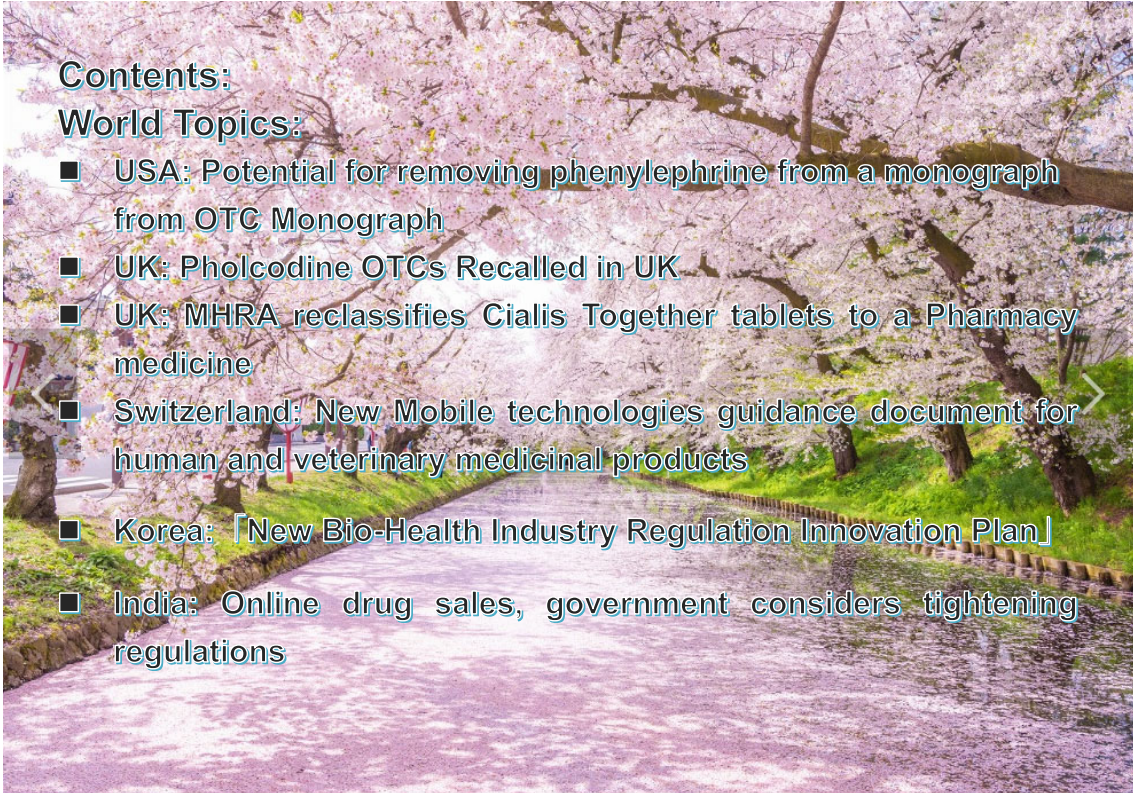 Contents:
World Topics:
■ USA: Potential for removing phenylephrine from a monograph
from OTC Monograph
■ UK: Pholcodine OTCs Recalled in UK
■ UK: MHRA reclassifies Cialis Together tablets to a Pharmacy
medicine
■ Switzerland: New Mobile technologies guidance document for
human and veterinary medicinal products
■ Korea:「New Bio-Health Industry Regulation Innovation Plan」
■ India: Online drug sales, government considers tightening
regulations